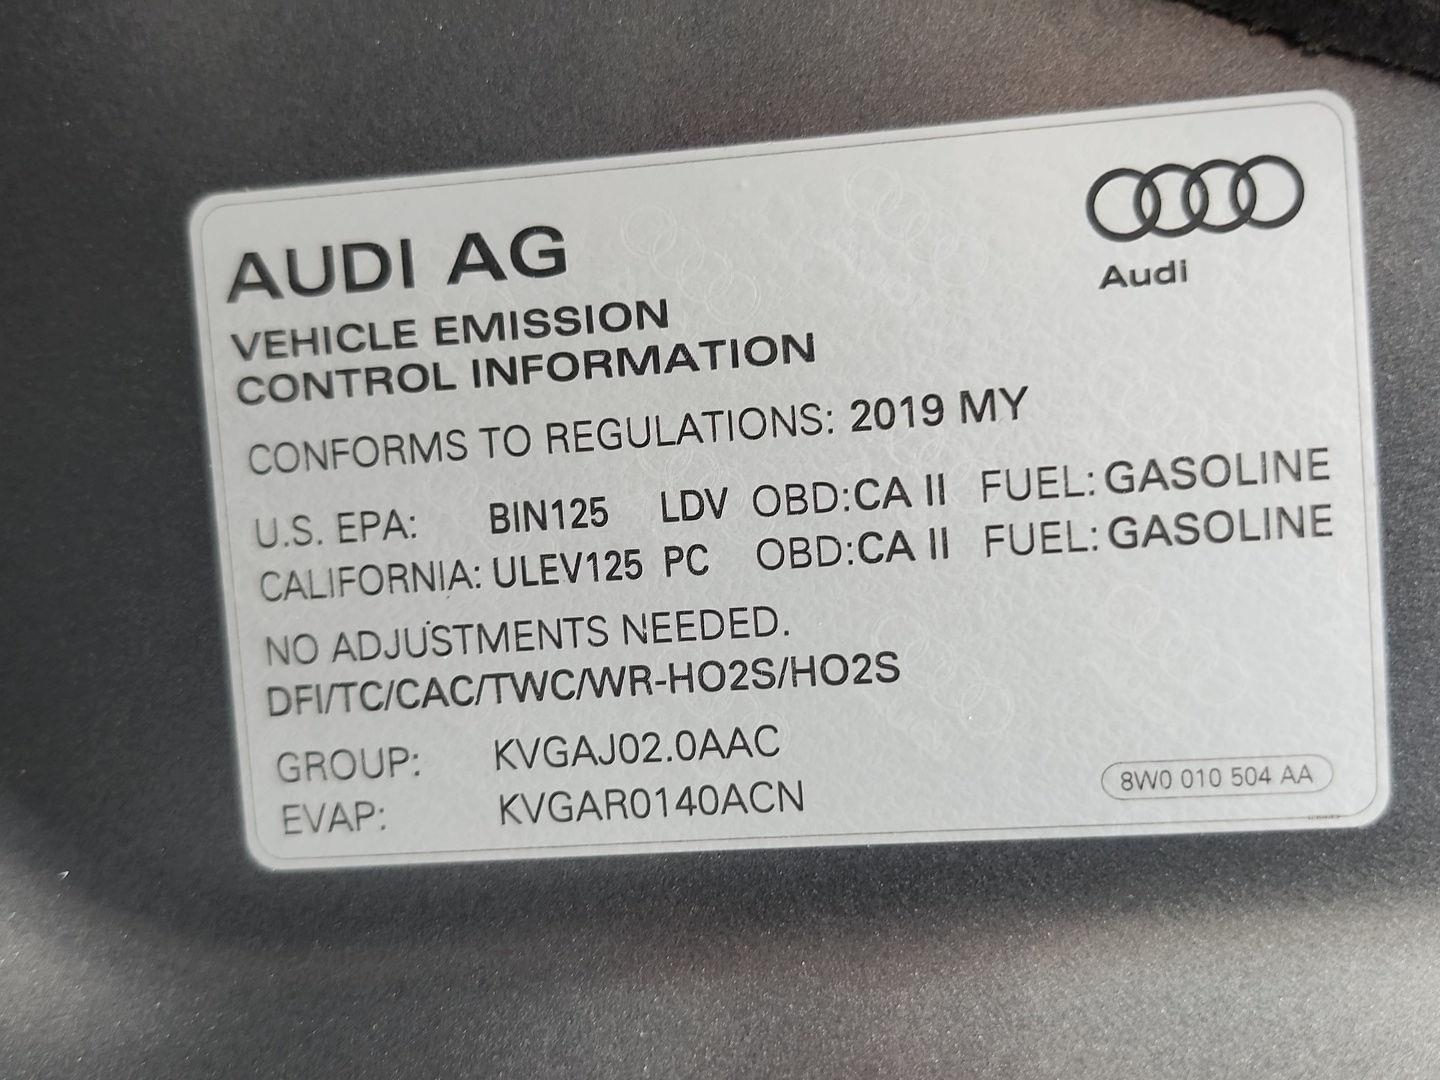 AUDI AG
Audi
VEHICLE EMISSION
CONTROL INFORMATION
CONFORMS TO REGULATIONS: 2019 MY
U.S. EPA: BIN125 LDV OBD:CA II FUEL: GASOLINE
CALIFORNIA: ULEV125 PC OBD:CA II FUEL: GASOLINE
NO ADJUSTMENTS NEEDED.
DFI/TC/CAC/TWC/WR-HO2S/HO2S
GROUP: KVGAJ02.0AAC
EVAP: KVGAR0140ACN
8W0 010 504 AA